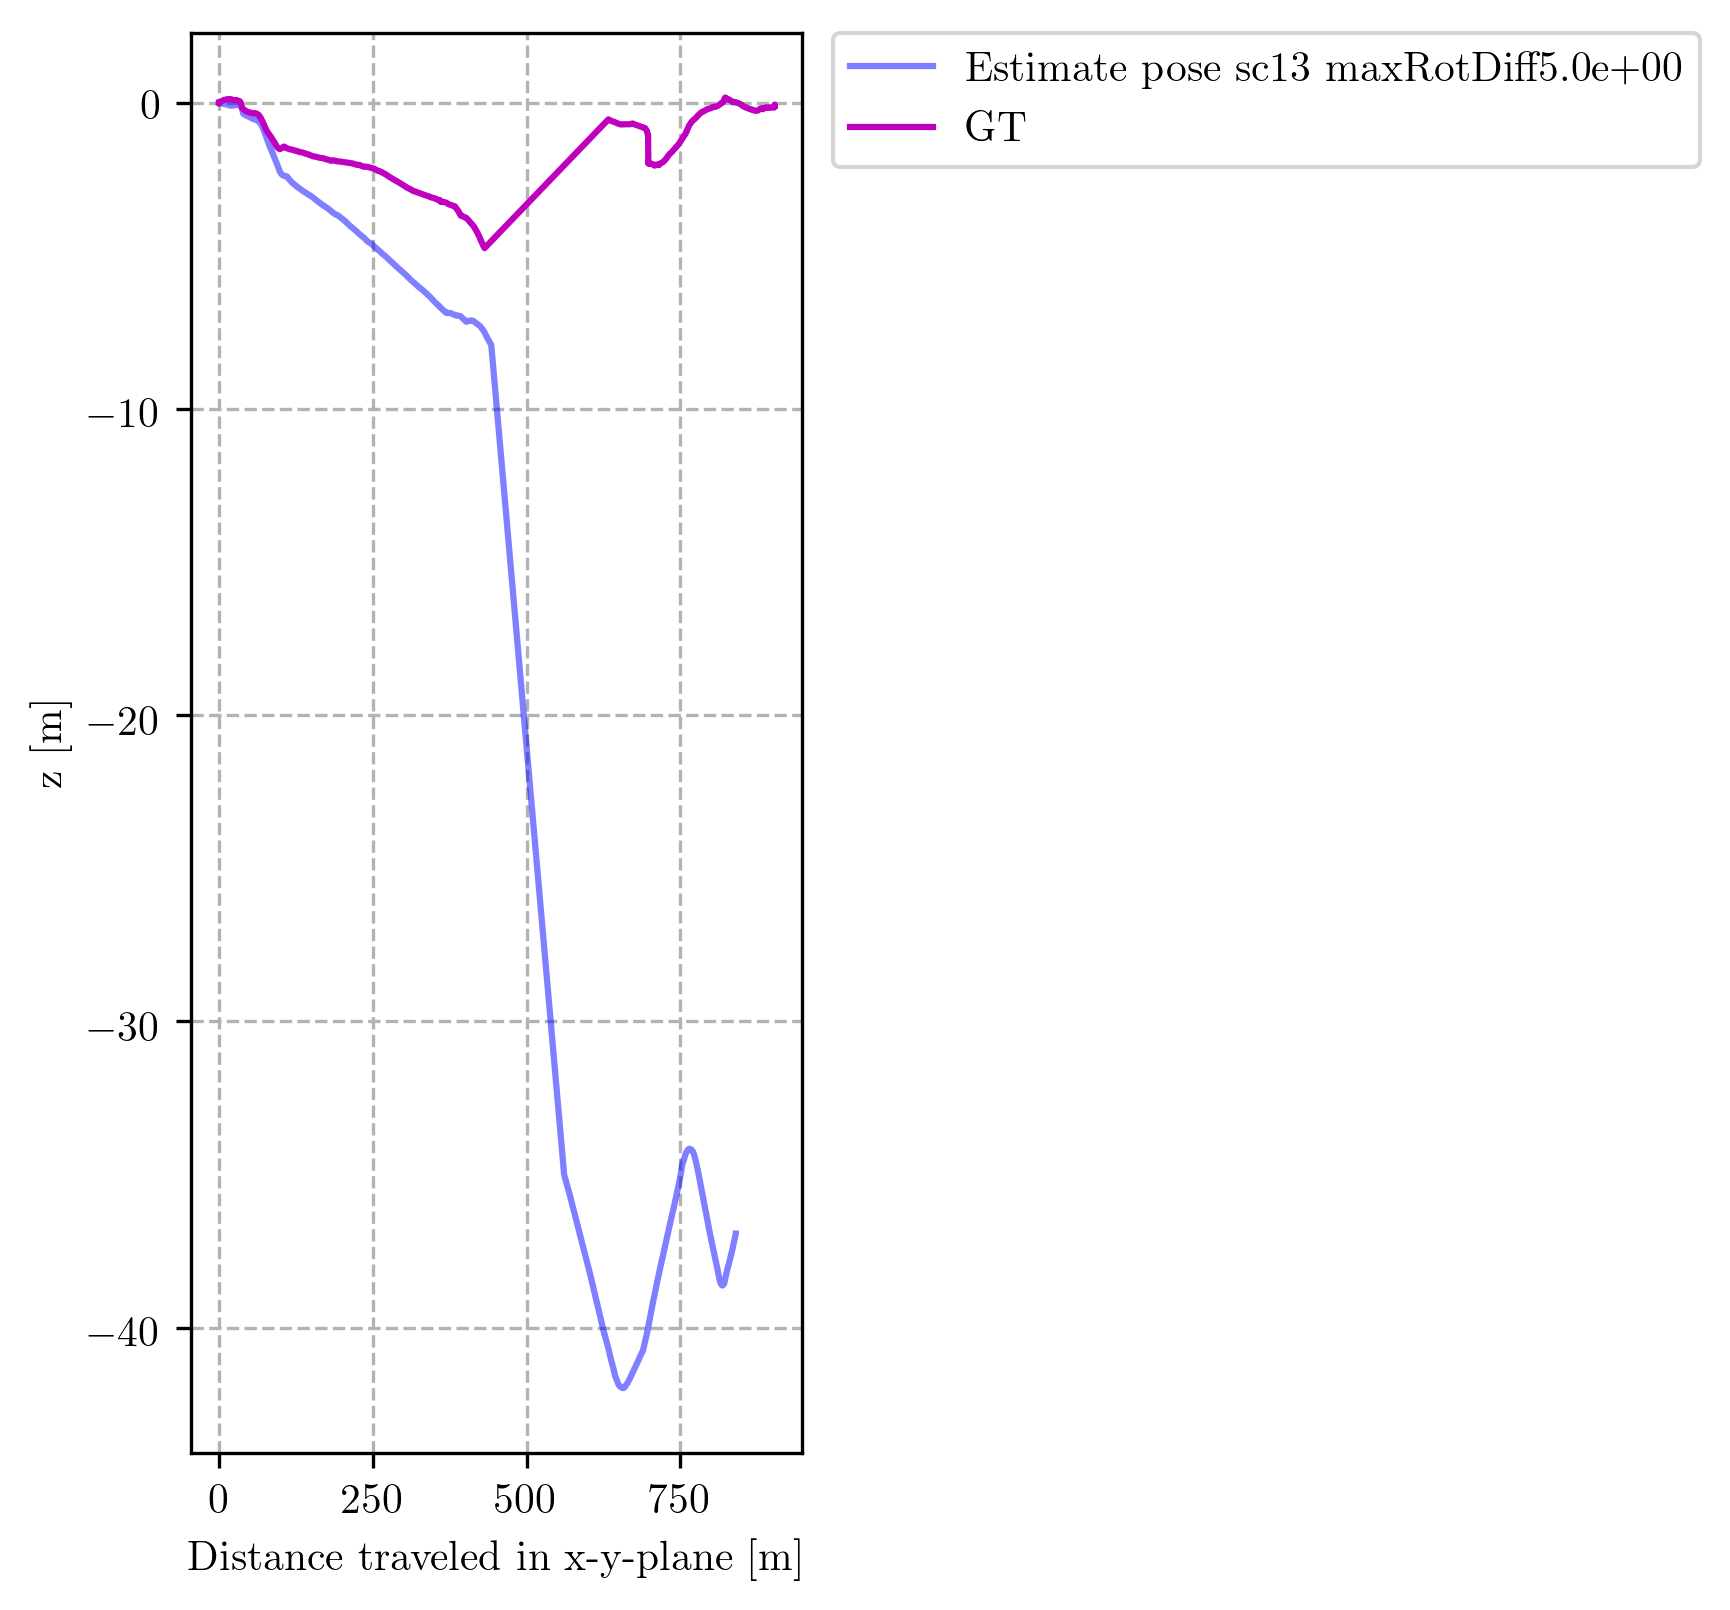 Estimate pose sc13 maxRotDiff5.0e+00
GT
0
−10
−20
−30
−40
z [m]
0 250 500 750
Distance traveled in x-y-plane [m]